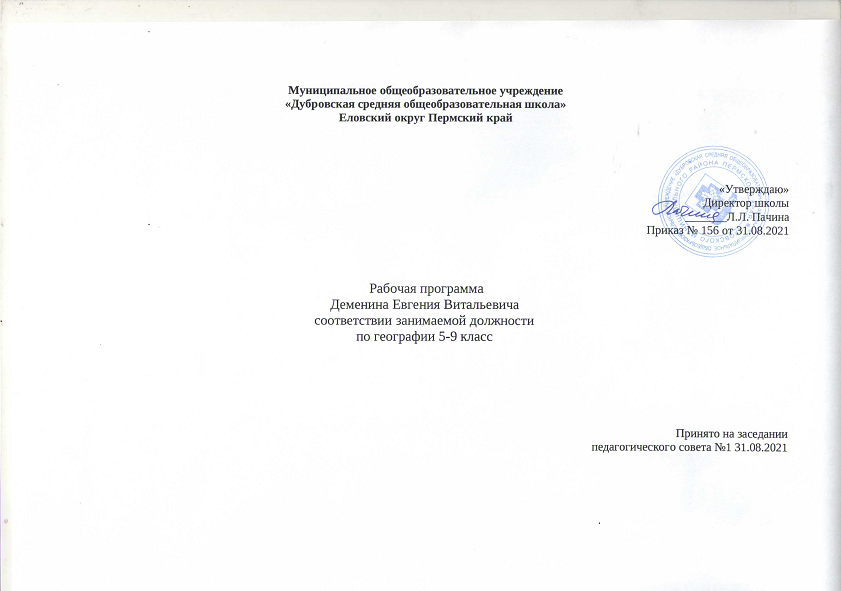 Муниципальное общеобразовательное учреждение
«Дубровская средняя общеобразовательная школа»
Еловский округ Пермский край
«Утверждаю»
Директор школы
_______Л.Л. Пачина
Приказ № 156 от 31.08.2021
Рабочая программа
Деменина Евгения Витальевича
соответствии занимаемой должности
по географии 5-9 класс
Принято на заседании
педагогического совета №1 31.08.2021